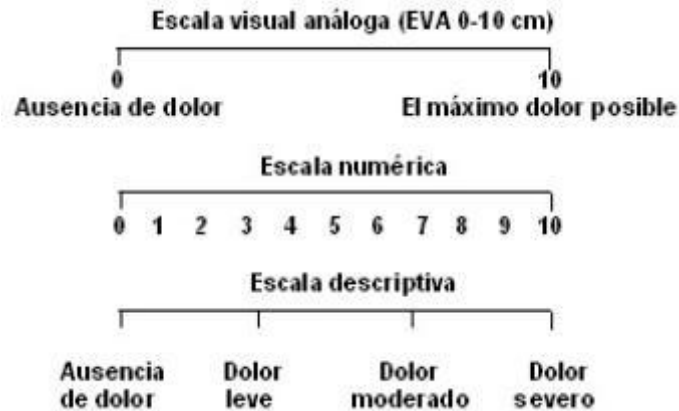 Escala visual análoga (EVA 0-10 cm)
0 10
Ausencia de dolor El máximo dolor posible
Escala numérica
0 1 2 3 4 5 6 7 8 9 10
Escala descriptiva
Ausencia Dolor Dolor Dolor
de dolor leve moderado severo